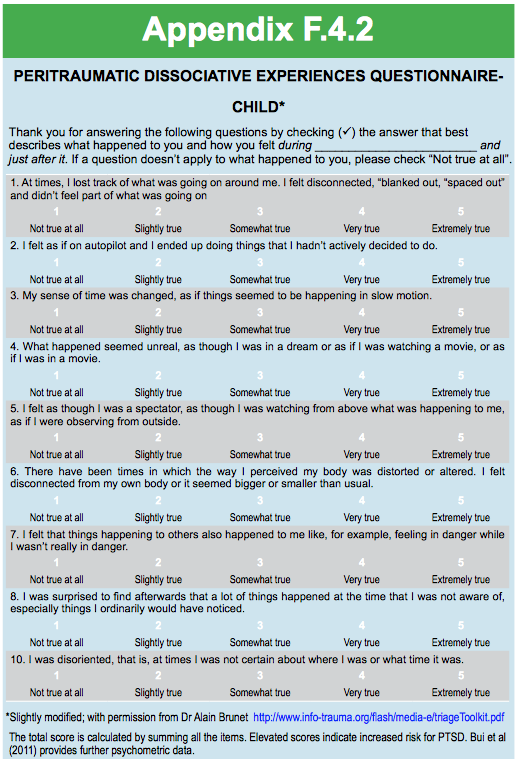 Appendix F.4.2
PERITRAUMATIC DISSOCIATIVE EXPERIENCES QUESTIONNAIRE-
CHILD*
Thank you for answering the following questions by checking (✓) the answer that best
describes what happened to you and how you felt during _________________________ and
just after it. If a question doesn't apply to what happened to you, please check “Not true at all”.
1. At times, I lost track of what was going on around me. I felt disconnected, “blanked out, “spaced out”
and didn't feel part of what was going on
1 2 3 4 5
Not true at all Slightly true Somewhat true Very true Extremely true
2. I felt as if on autopilot and I ended up doing things that I hadn't actively decided to do.
1 2 3 4 5
Not true at all Slightly true Somewhat true Very true Extremely true
3. My sense of time was changed, as if things seemed to be happening in slow motion.
1 2 3 4 5
Not true at all Slightly true Somewhat true Very true Extremely true
4. What happened seemed unreal, as though I was in a dream or as if I was watching a movie, or as
if I was in a movie.
1 2 3 4 5
Not true at all Slightly true Somewhat true Very true Extremely true
5. I felt as though I was a spectator, as though I was watching from above what was happening to me,
as if I were observing from outside.
1 2 3 4 5
Not true at all Slightly true Somewhat true Very true Extremely true
6. There have been times in which the way I perceived my body was distorted or altered. I felt
disconnected from my own body or it seemed bigger or smaller than usual.
1 2 3 4 5
Not true at all Slightly true Somewhat true Very true Extremely true
7. I felt that things happening to others also happened to me like, for example, feeling in danger while
I wasn't really in danger.
1 2 3 4 5
Not true at all Slightly true Somewhat true Very true Extremely true
8. I was surprised to find afterwards that a lot of things happened at the time that I was not aware of,
especially things I ordinarily would have noticed.
1 2 3 4 5
Not true at all Slightly true Somewhat true Very true Extremely true
10. I was disoriented, that is, at times I was not certain about where I was or what time it was.
1 2 3 4 5
Not true at all Slightly true Somewhat true Very true Extremely true
*Slightly modified; with permission from Dr Alain Brunet http://www.info-trauma.org/flash/media-e/triageToolkit.pdf
The total score is calculated by summing all the items. Elevated scores indicate increased risk for PTSD. Bui et al
(2011) provides further psychometric data.